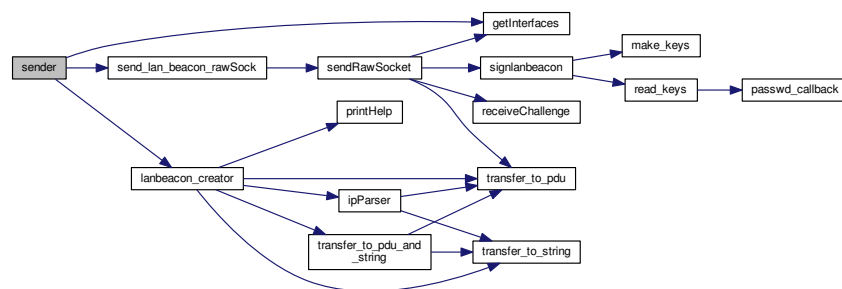 getInterfaces
make_keys
sender
send_lan_beacon_rawSock
sendRawSocket
signlanbeacon
read_keys
passwd_callback
printHelp
receiveChallenge
lanbeacon_creator
transfer_to_pdu
ipParser
transfer_to_pdu_and
_string
transfer_to_string